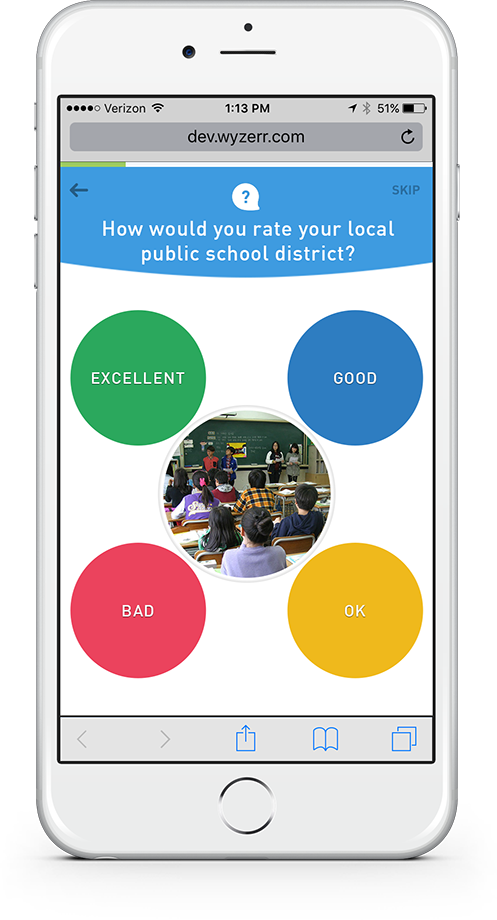 Verizon 1:13 PM 51%
dev.wyzerr.com
SKIP
?
How would you rate your local
public school district?
EXCELLENT
GOOD
BAD
OK